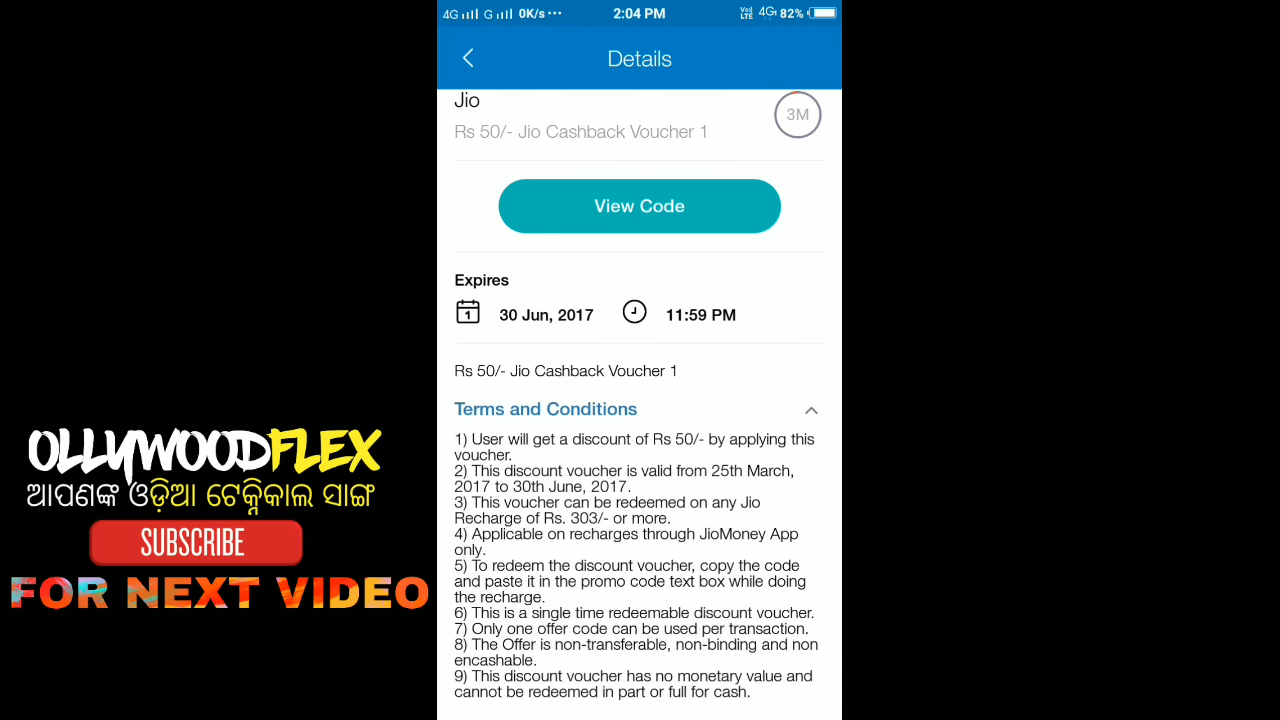 4G G 0K/s ··· 2:04 PM VoD LTE 4G 82%
Details
Jio
3M
Rs 50/- Jio Cashback Voucher 1
View Code
Expires
1 30 Jun, 2017 11:59 PM
Rs 50/- Jio Cashback Voucher 1
Terms and Conditions
1) User will get a discount of Rs 50/- by applying this
voucher.
2) This discount voucher is valid from 25th March,
2017 to 30th June, 2017.
3) This voucher can be redeemed on any Jio
Recharge of Rs. 303/- or more.
4) Applicable on recharges through JioMoney App
only.
5) To redeem the discount voucher, copy the code
and paste it in the promo code text box while doing
the recharge.
6) This is a single time redeemable discount voucher.
7) Only one offer code can be used per transaction.
8) The Offer is non-transferable, non-binding and non
encashable.
9) This discount voucher has no monetary value and
cannot be redeemed in part or full for cash.
OLLYWOODFLEX
ଆପଣଙ୍କ ଓଡ଼ିଆ ଟେକ୍ନିକାଲ ସାଙ୍ଗ
SUBSCRIBE
FOR NEXT VIDEO